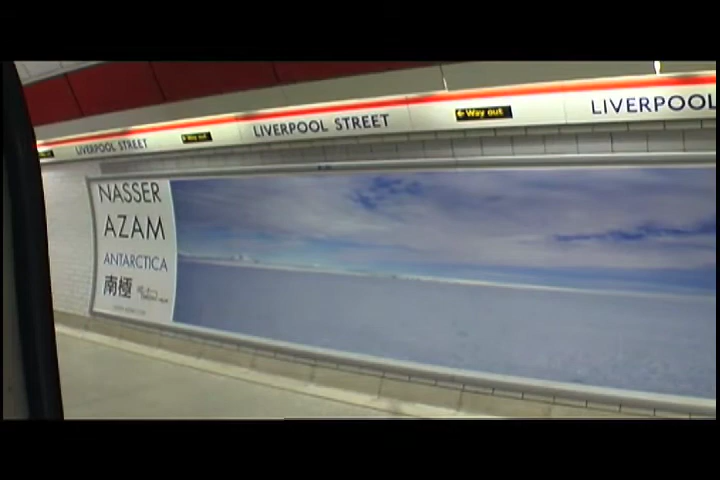 LIVERPOOL STREET
Way out
LIVERPOOL STREET
Way out
LIVERPOOL
NASSER
AZAM
ANTARCTICA
南極